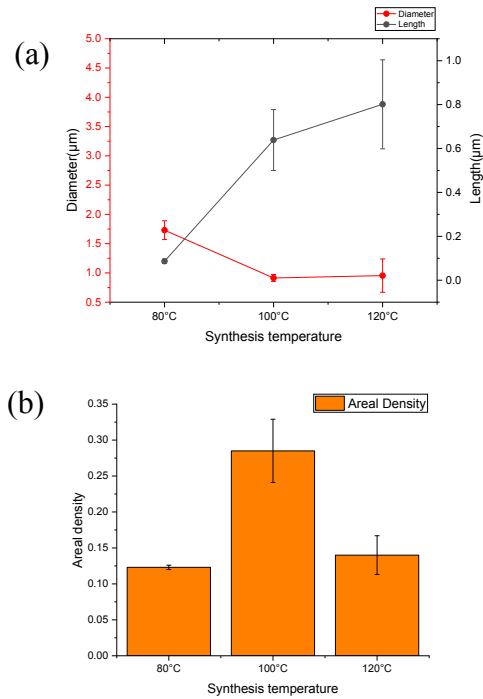 (a)
Diameter
Length
5.0
4.5
4.0
3.5
3.0
2.5
2.0
1.5
1.0
0.5
Diameter(μm)
1.0
0.8
0.6
0.4
0.2
0.0
Length(μm)
80°C 100°C 120°C
Synthesis temperature
(b)
Areal Density
0.35
0.30
0.25
0.20
0.15
0.10
0.05
0.00
Areal density
80°C 100°C 120°C
Synthesis temperature